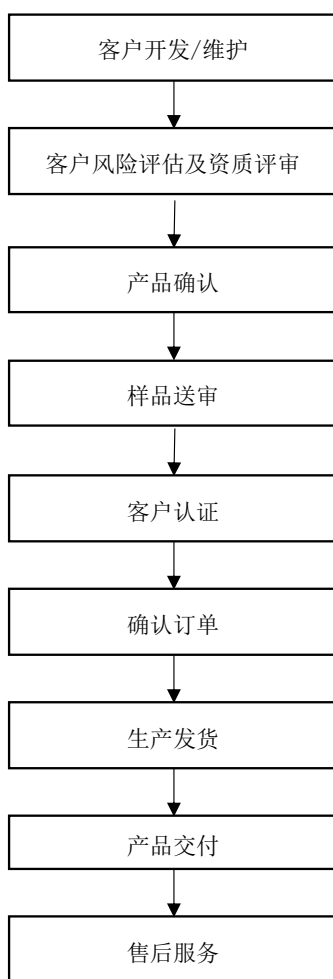 客户开发/维护
客户风险评估及资质评审
产品确认
样品送审
客户认证
确认订单
生产发货
产品交付
售后服务